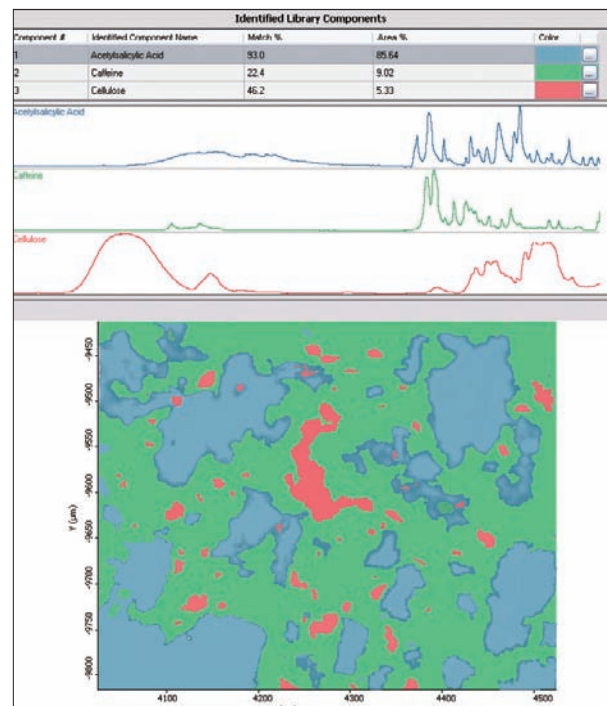 Identified Library Components
Component # Identified Component Name Match % Area % Color
1 Acetylsalicylic Acid 93.0 85.64
2 Caffeine 22.4 9.02
3 Cellulose 46.2 5.33
Acetylsalicylic Acid
Caffeine
Cellulose
Y (µm)
-9450
-9500
-9550
-9600
-9650
-9700
-9750
-9800
4100 4200 4300 4400 4500